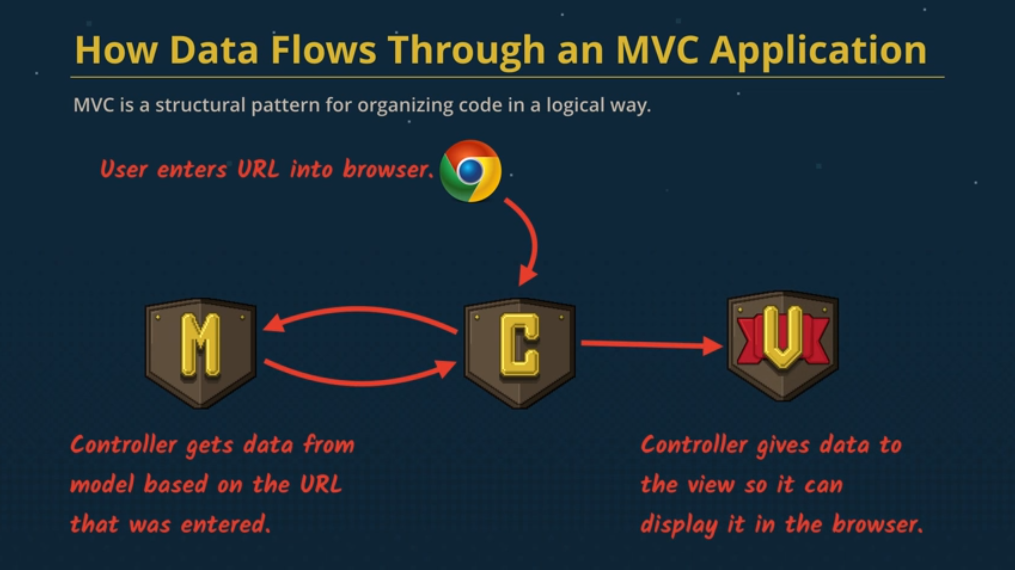 How Data Flows Through an MVC Application
MVC is a structural pattern for organizing code in a logical way.
User enters URL into browser.
M
C
V
Controller gets data from
model based on the URL
that was entered.
Controller gives data to
the view so it can
display it in the browser.